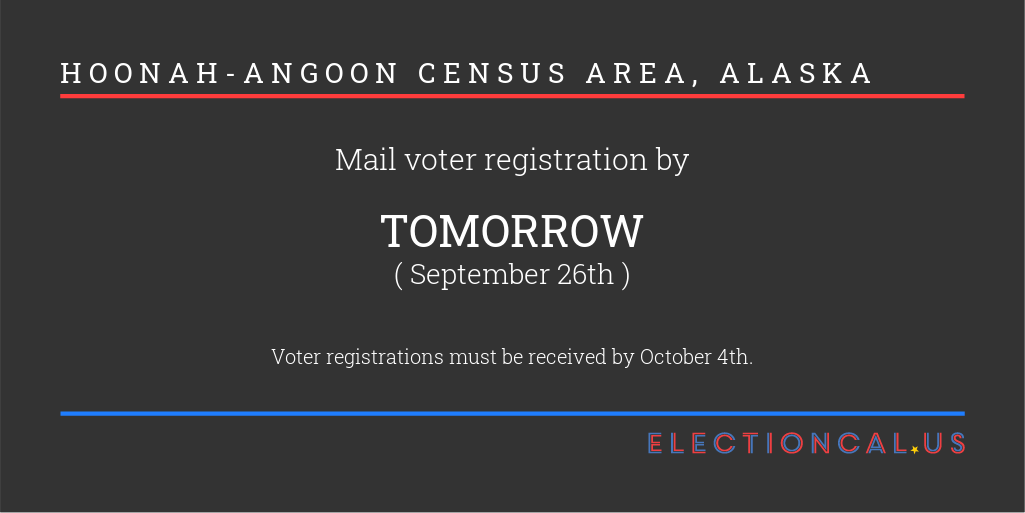 HOONAH-ANGOON CENSUS AREA, ALASKA
Mail voter registration by
TOMORROW
( September 26th )
Voter registrations must be received by October 4th.
ELECTIONCAL.US